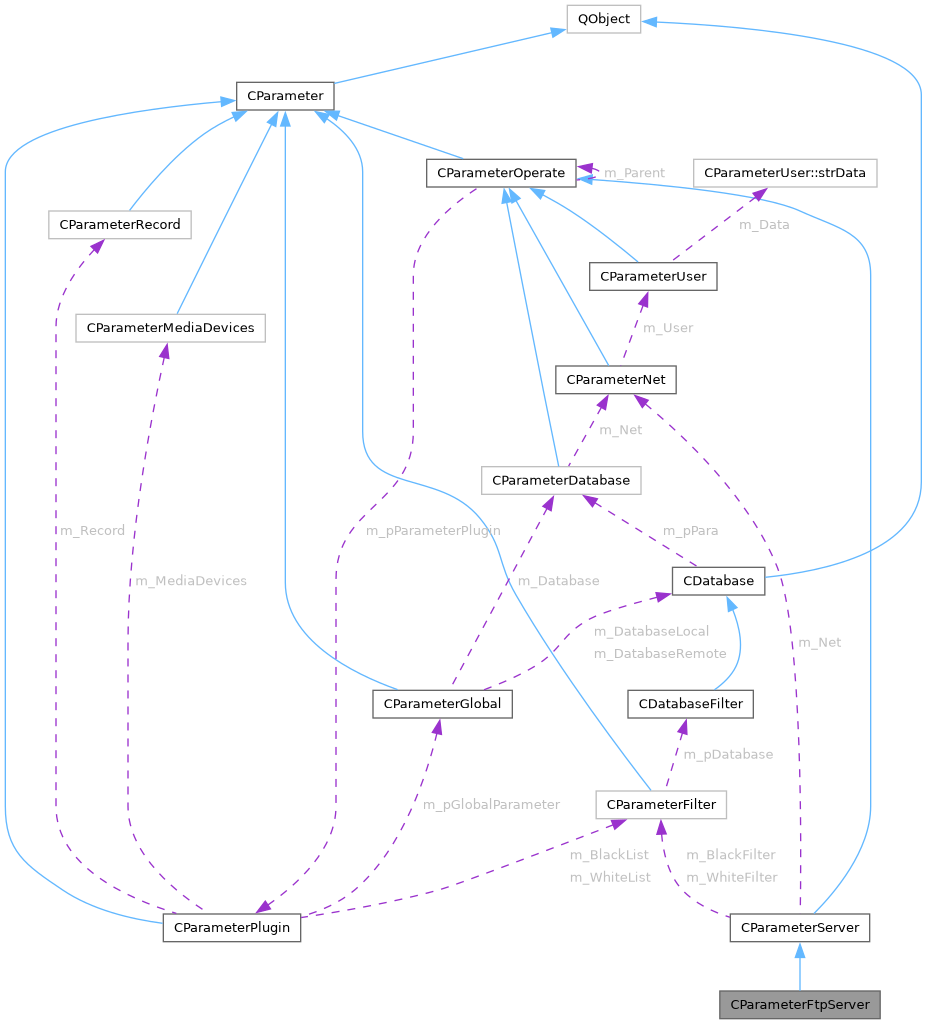 QObject
CParameter
CParameterOperate
m_Parent
CParameterUser::strData
CParameterRecord
m_Data
CParameterUser
CParameterMediaDevices
m_User
CParameterNet
m_Net
CParameterDatabase
m_Record
m_pParameterPlugin
m_pPara
m_MediaDevices
m_Database
CDatabase
m_DatabaseLocal
m_DatabaseRemote
m_Net
CParameterGlobal
CDatabaseFilter
m_pDatabase
m_pGlobalParameter
CParameterFilter
m_BlackList
m_WhiteList
m_BlackFilter
m_WhiteFilter
CParameterPlugin
CParameterServer
CParameterFtpServer